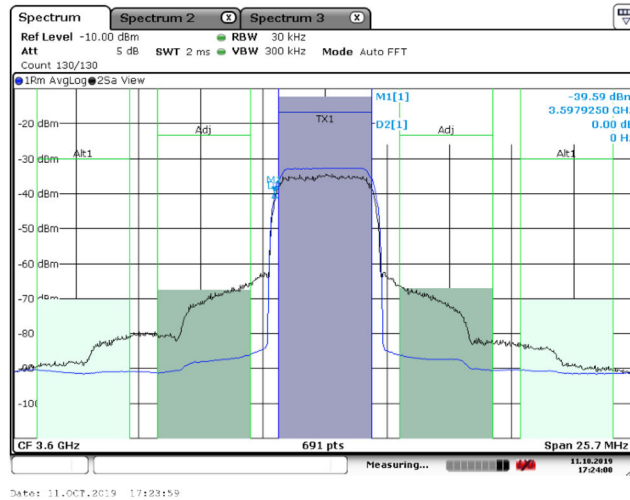 Spectrum Spectrum 2 X Spectrum 3 X
Ref Level -10.00 dBm RBW 30 kHz
Att 5 dB SWT 2 ms VBW 300 kHz Mode Auto FFT
Count 130/130
1Rm AvgLog 2Sa View
M1[1] -39.59 dBm
3.5979250 GHz
D2[1] 0.00 dB
0 Hz
-20 dBm
TX1
Adj
Adj
-30 dBm
Alt1
Alt1
-40 dBm
-50 dBm
-60 dBm
-70 dBm
-80
-90
-100
CF 3.6 GHz 691 pts Span 25.7 MHz
Measuring... 11.10.2019
17:24:00
Date: 11.OCT.2019 17:23:59